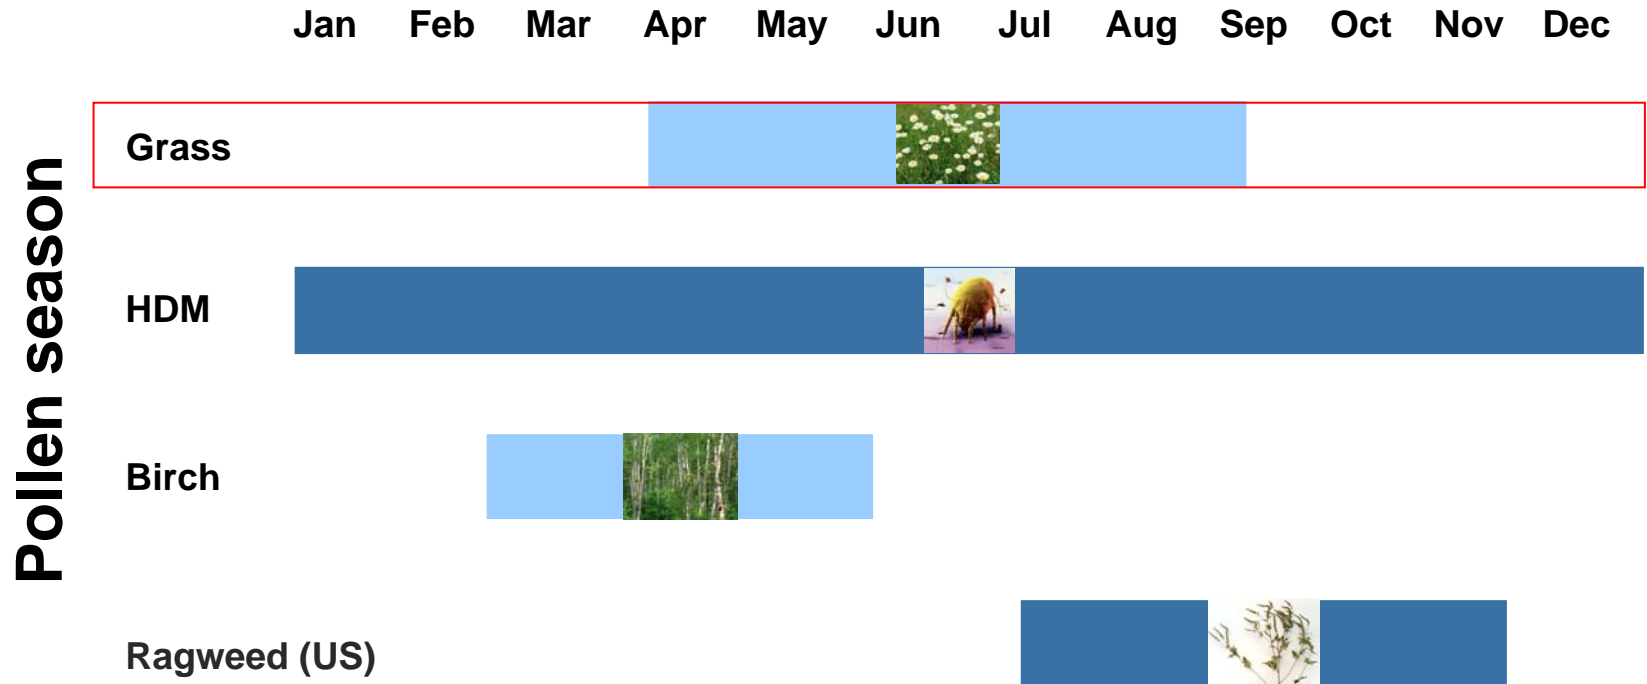 Jan Feb Mar Apr May Jun Jul Aug Sep Oct Nov Dec
Pollen season
Grass
HDM
Birch
Ragweed (US)